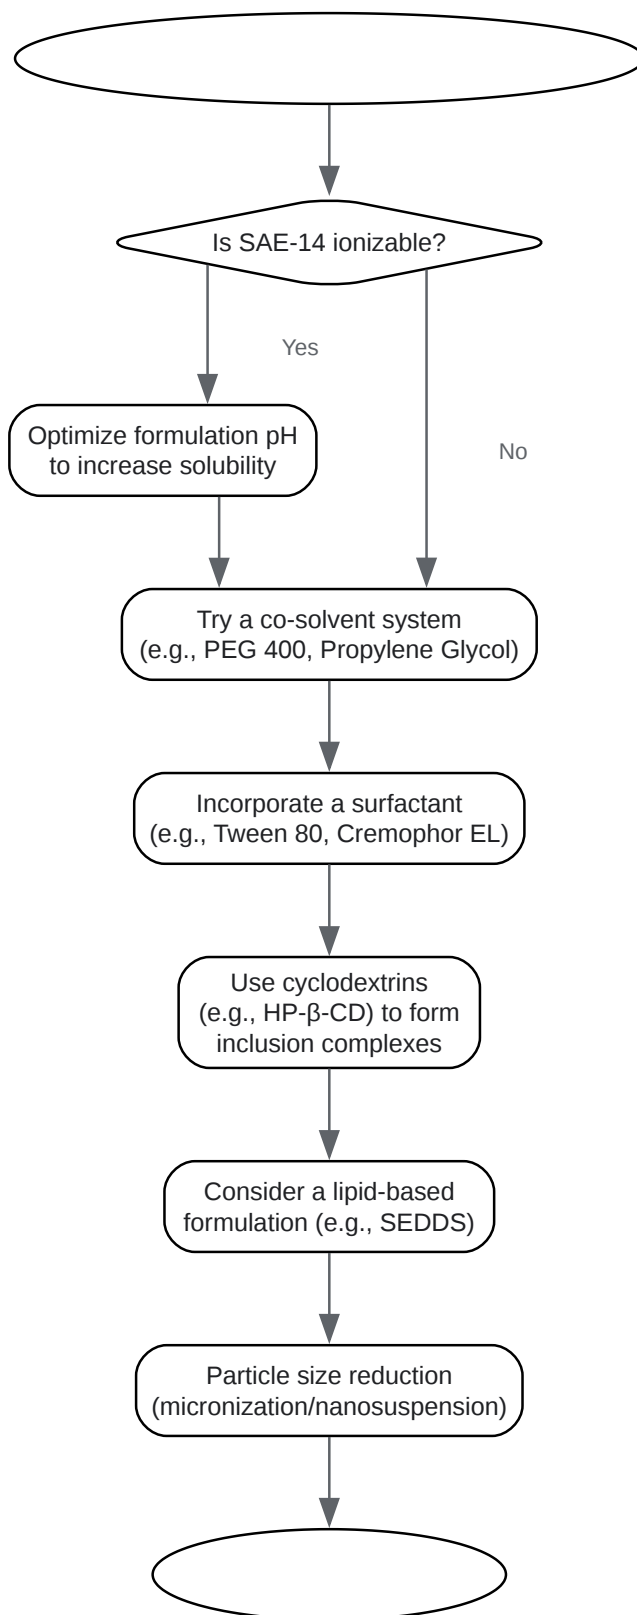 Is SAE-14 ionizable?
Yes
Optimize formulation pH
to increase solubility
No
Try a co-solvent system
(e.g., PEG 400, Propylene Glycol)
Incorporate a surfactant
(e.g., Tween 80, Cremophor EL)
Use cyclodextrins
(e.g., HP-β-CD) to form
inclusion complexes
Consider a lipid-based
formulation (e.g., SEDDS)
Particle size reduction
(micronization/nanosuspension)